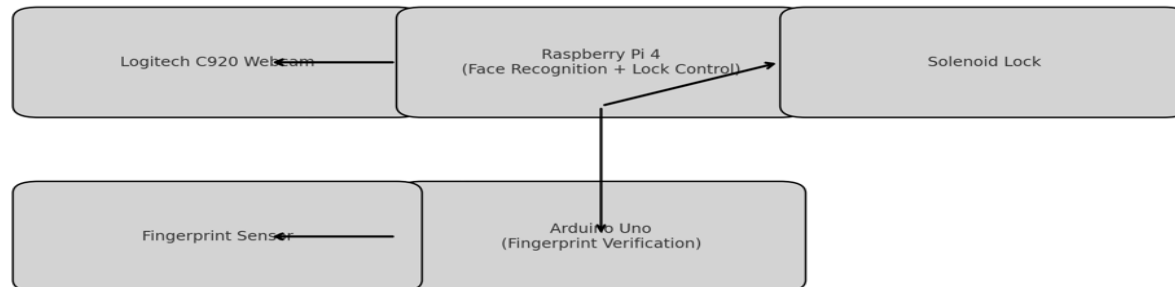 Logitech C920 Webcam
Raspberry Pi 4
(Face Recognition + Lock Control)
Solenoid Lock
Fingerprint Sensor
Arduino Uno
(Fingerprint Verification)